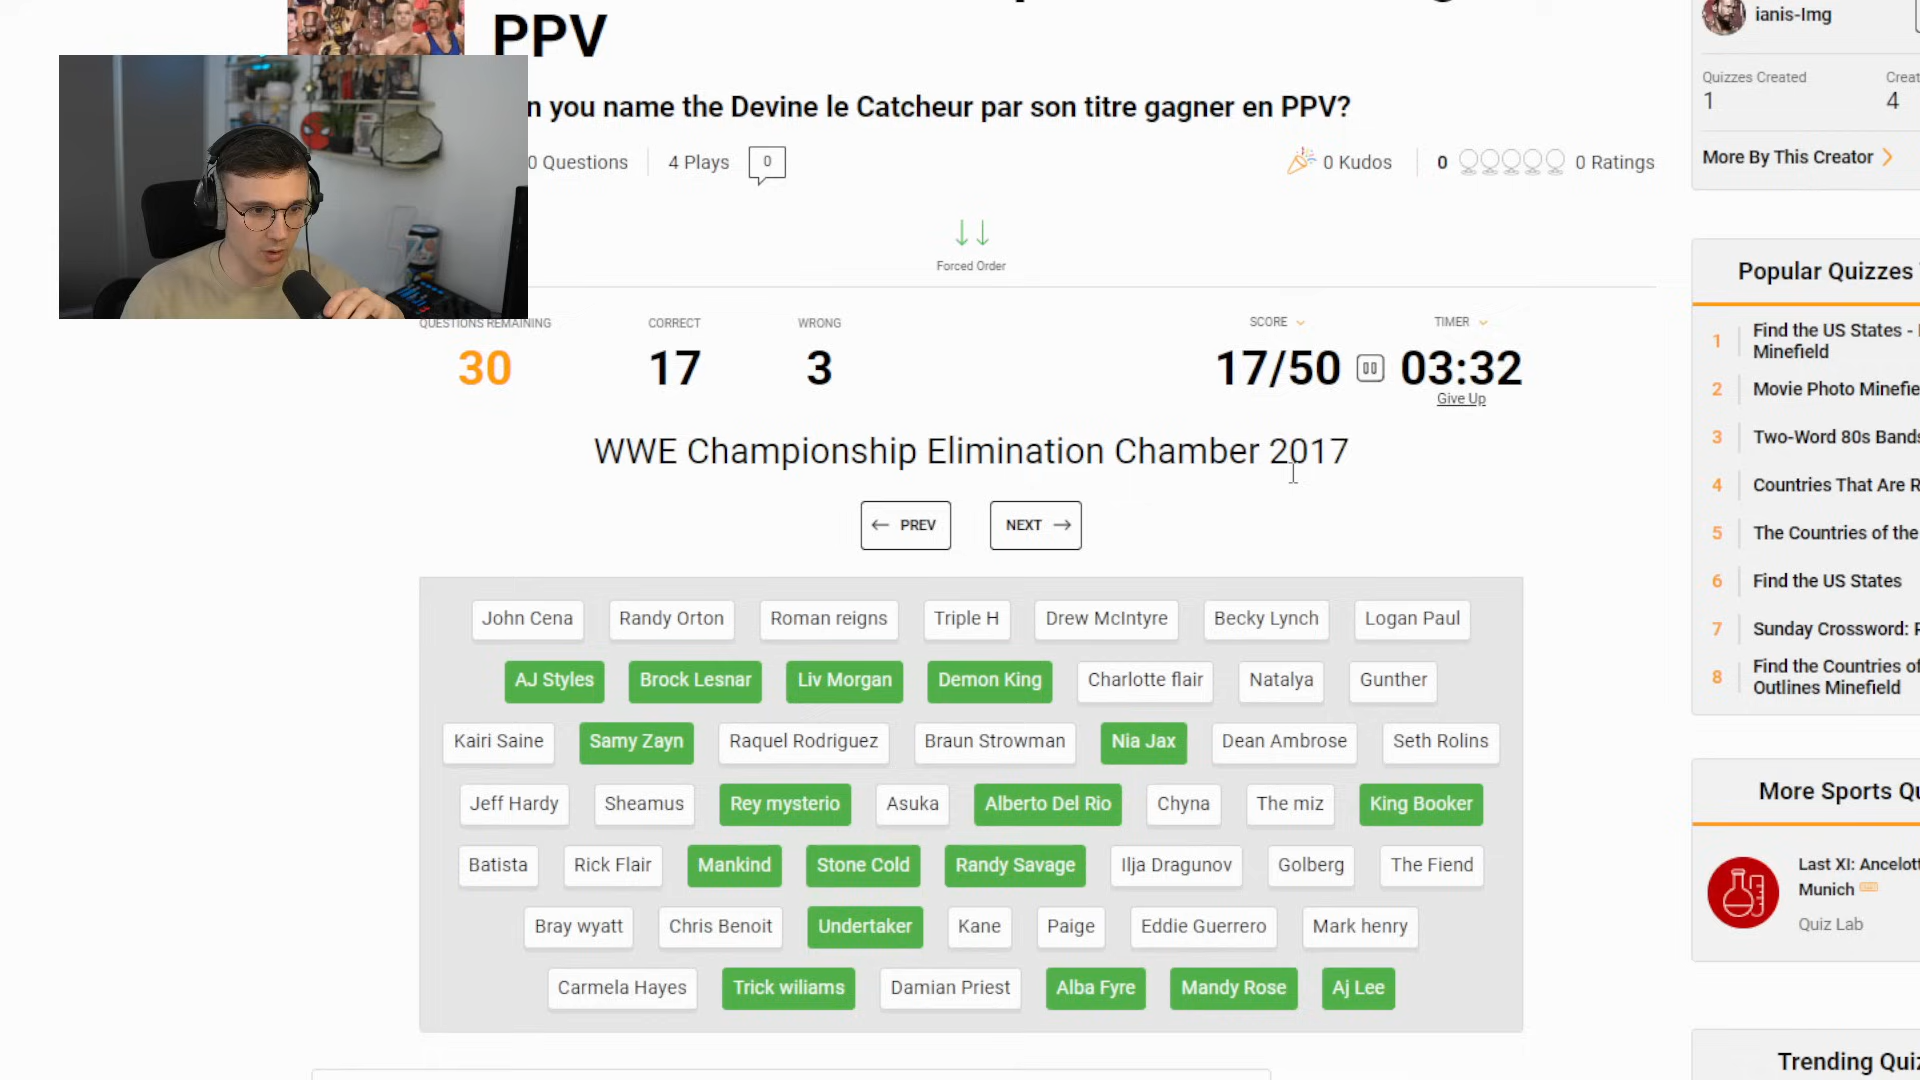 PPV
n you name the Devine le Catcheur par son titre gagner en PPV?
0 Questions 4 Plays 0
0 Kudos 0 0 Ratings
Forced Order
QUESTIONS REMAINING CORRECT WRONG SCORE TIMER
30 17 3 17/50 03:32
Give Up
WWE Championship Elimination Chamber 2017
PREV NEXT
John Cena Randy Orton Roman reigns Triple H Drew McIntyre Becky Lynch Logan Paul
AJ Styles Brock Lesnar Liv Morgan Demon King Charlotte flair Natalya Gunther
Kairi Saine Samy Zayn Raquel Rodriguez Braun Strowman Nia Jax Dean Ambrose Seth Rolins
Jeff Hardy Sheamus Rey mysterio Asuka Alberto Del Rio Chyna The miz King Booker
Batista Rick Flair Mankind Stone Cold Randy Savage Ilja Dragunov Golberg The Fiend
Bray wyatt Chris Benoit Undertaker Kane Paige Eddie Guerrero Mark henry
Carmela Hayes Trick wiliams Damian Priest Alba Fyre Mandy Rose Aj Lee
ianis-Img
Quizzes Created Creat
1 4
More By This Creator
Popular Quizzes
1 Find the US States -
Minefield
2 Movie Photo Minefie
3 Two-Word 80s Bands
4 Countries That Are R
5 The Countries of the
6 Find the US States
7 Sunday Crossword:
8 Find the Countries of
Outlines Minefield
More Sports Qu
Last XI: Ancelott
Munich
Quiz Lab
Trending Quiz